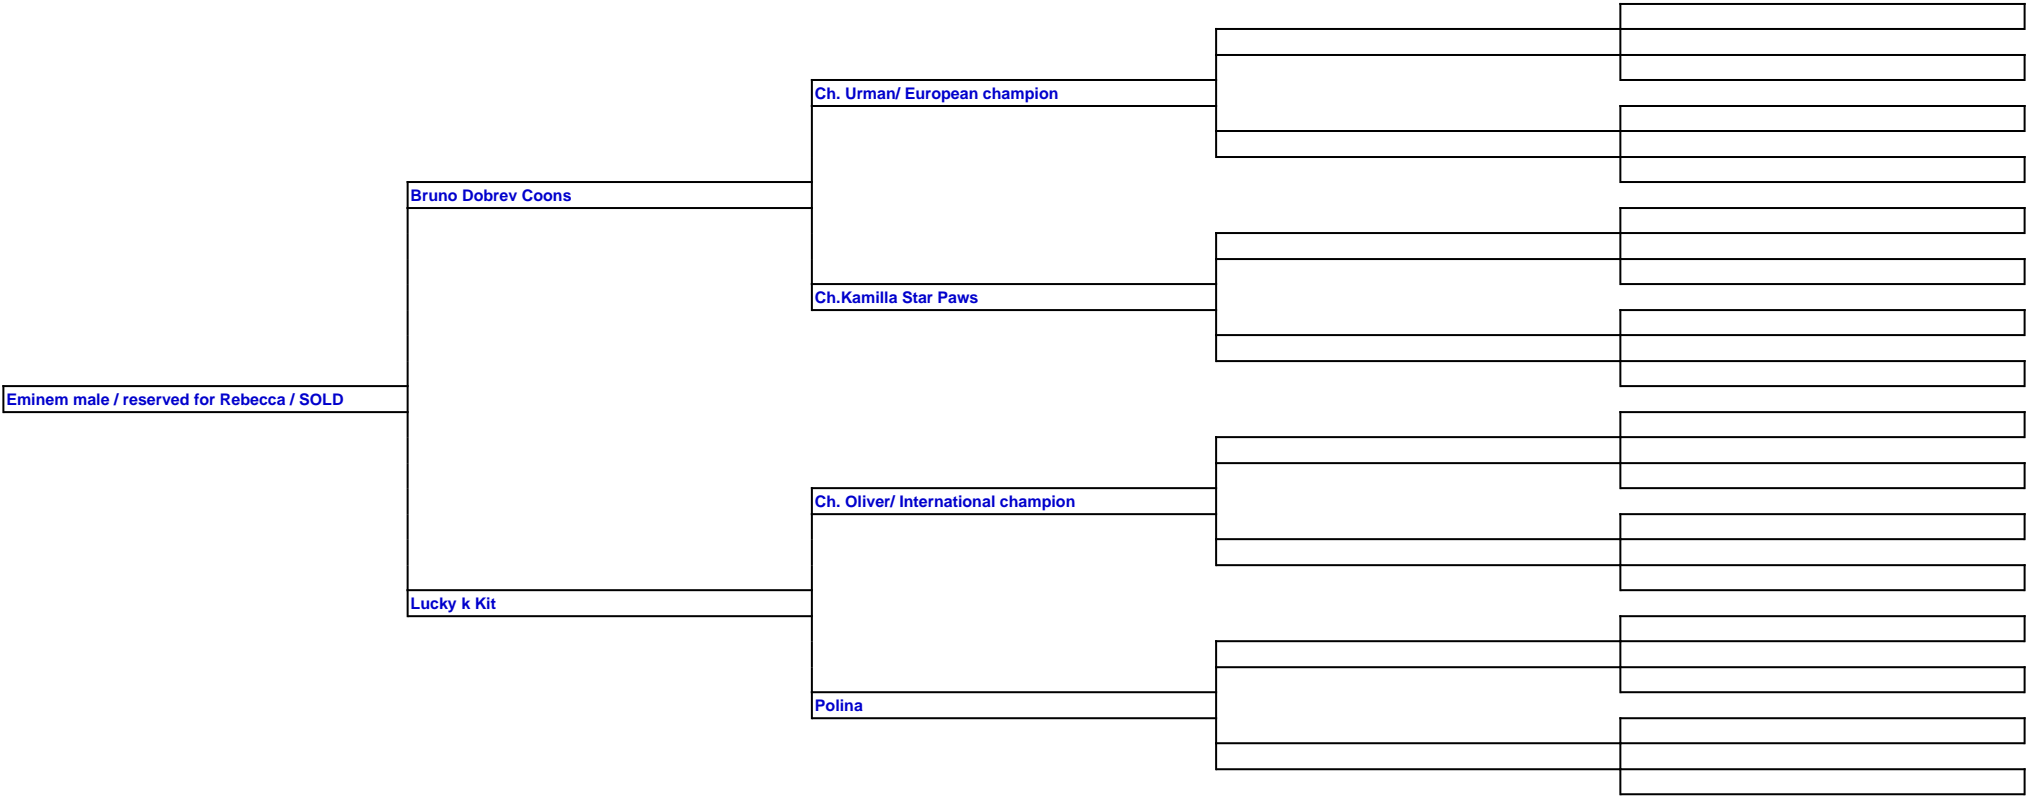 Ch. Urman/ European champion
Bruno Dobrev Coons
Ch.Kamilla Star Paws
Eminem male / reserved for Rebecca / SOLD
Ch. Oliver/ International champion
Lucky k Kit
Polina